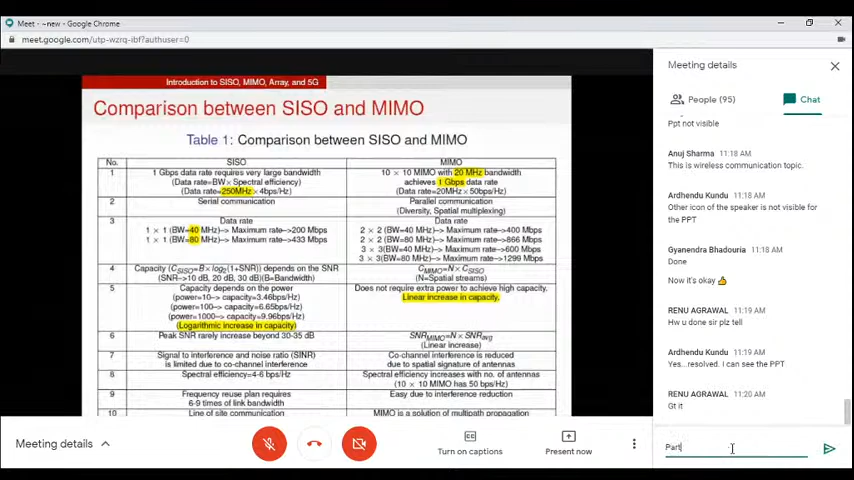 Meet - ~new - Google Chrome
meet.google.com/utp-wzrq-ibf?authuser=0
Introduction to SISO, MIMO, Array, and 5G
Comparison between SISO and MIMO
Table 1: Comparison between SISO and MIMO
No. SISO MIMO
1 1 Gbps data rate requires very large bandwidth 10 × 10 MIMO with 20 MHz bandwidth
(Data rate=BW×Spectral efficiency) achieves 1 Gbps data rate
(Data rate=250MHz×4bps/Hz) (Data rate=20MHz×50bps/Hz)
2 Serial communication Parallel communication
(Diversity, Spatial multiplexing)
3 Data rate Data rate
1 × 1 (BW=40 MHz)–> Maximum rate–>200 Mbps 2 × 2 (BW=40 MHz)–> Maximum rate–>400 Mbps
1 × 1 (BW=80 MHz)–> Maximum rate–>433 Mbps 2 × 2 (BW=80 MHz)–> Maximum rate–>866 Mbps
3 × 3(BW=40 MHz)–> Maximum rate–>600 Mbps
3 × 3(BW=80 MHz)–> Maximum rate–>1299 Mbps
4 Capacity (CSISO=B×log2(1+SNR)) depends on the SNR CMIMO=N × CSISO
(SNR–>10 dB, 20 dB, 30 dB)(B=Bandwidth) (N=Spatial streams)
5 Capacity depends on the power Does not require extra power to achieve high capacity.
(power=10–> capacity=3.46bps/Hz) Linear increase in capacity.
(power=100–> capacity=6.65bps/Hz)
(power=1000–> capacity=9.96bps/Hz)
(Logarithmic increase in capacity)
6 Peak SNR rarely increase beyond 30-35 dB SNRMIMO=N × SNRavg
(Linear increase)
7 Signal to interference and noise ratio (SINR) Co-channel interference is reduced
is limited due to co-channel interference due to spatial signature of antennas
8 Spectral efficiency=4-6 bps/Hz Spectral efficiency increases with no. of antennas
(10 × 10 MIMO has 50 bps/Hz)
9 Frequency reuse plan requires Easy due to interference reduction
6-9 times of link bandwidth
10 Line of site communication MIMO is a solution of multipath propagation
Meeting details
People (95) Chat
Ppt not visible
Anuj Sharma 11:18 AM
This is wireless communication topic.
Ardhendu Kundu 11:18 AM
Other icon of the speaker is not visible for
the PPT
Gyanendra Bhadouria 11:18 AM
Done
Now it's okay 👍
RENU AGRAWAL 11:19 AM
Hw u done sir plz tell
Ardhendu Kundu 11:19 AM
Yes.. resolved. I can see the PPT
RENU AGRAWAL 11:20 AM
Gt it
Part
Meeting details
Turn on captions
Present now